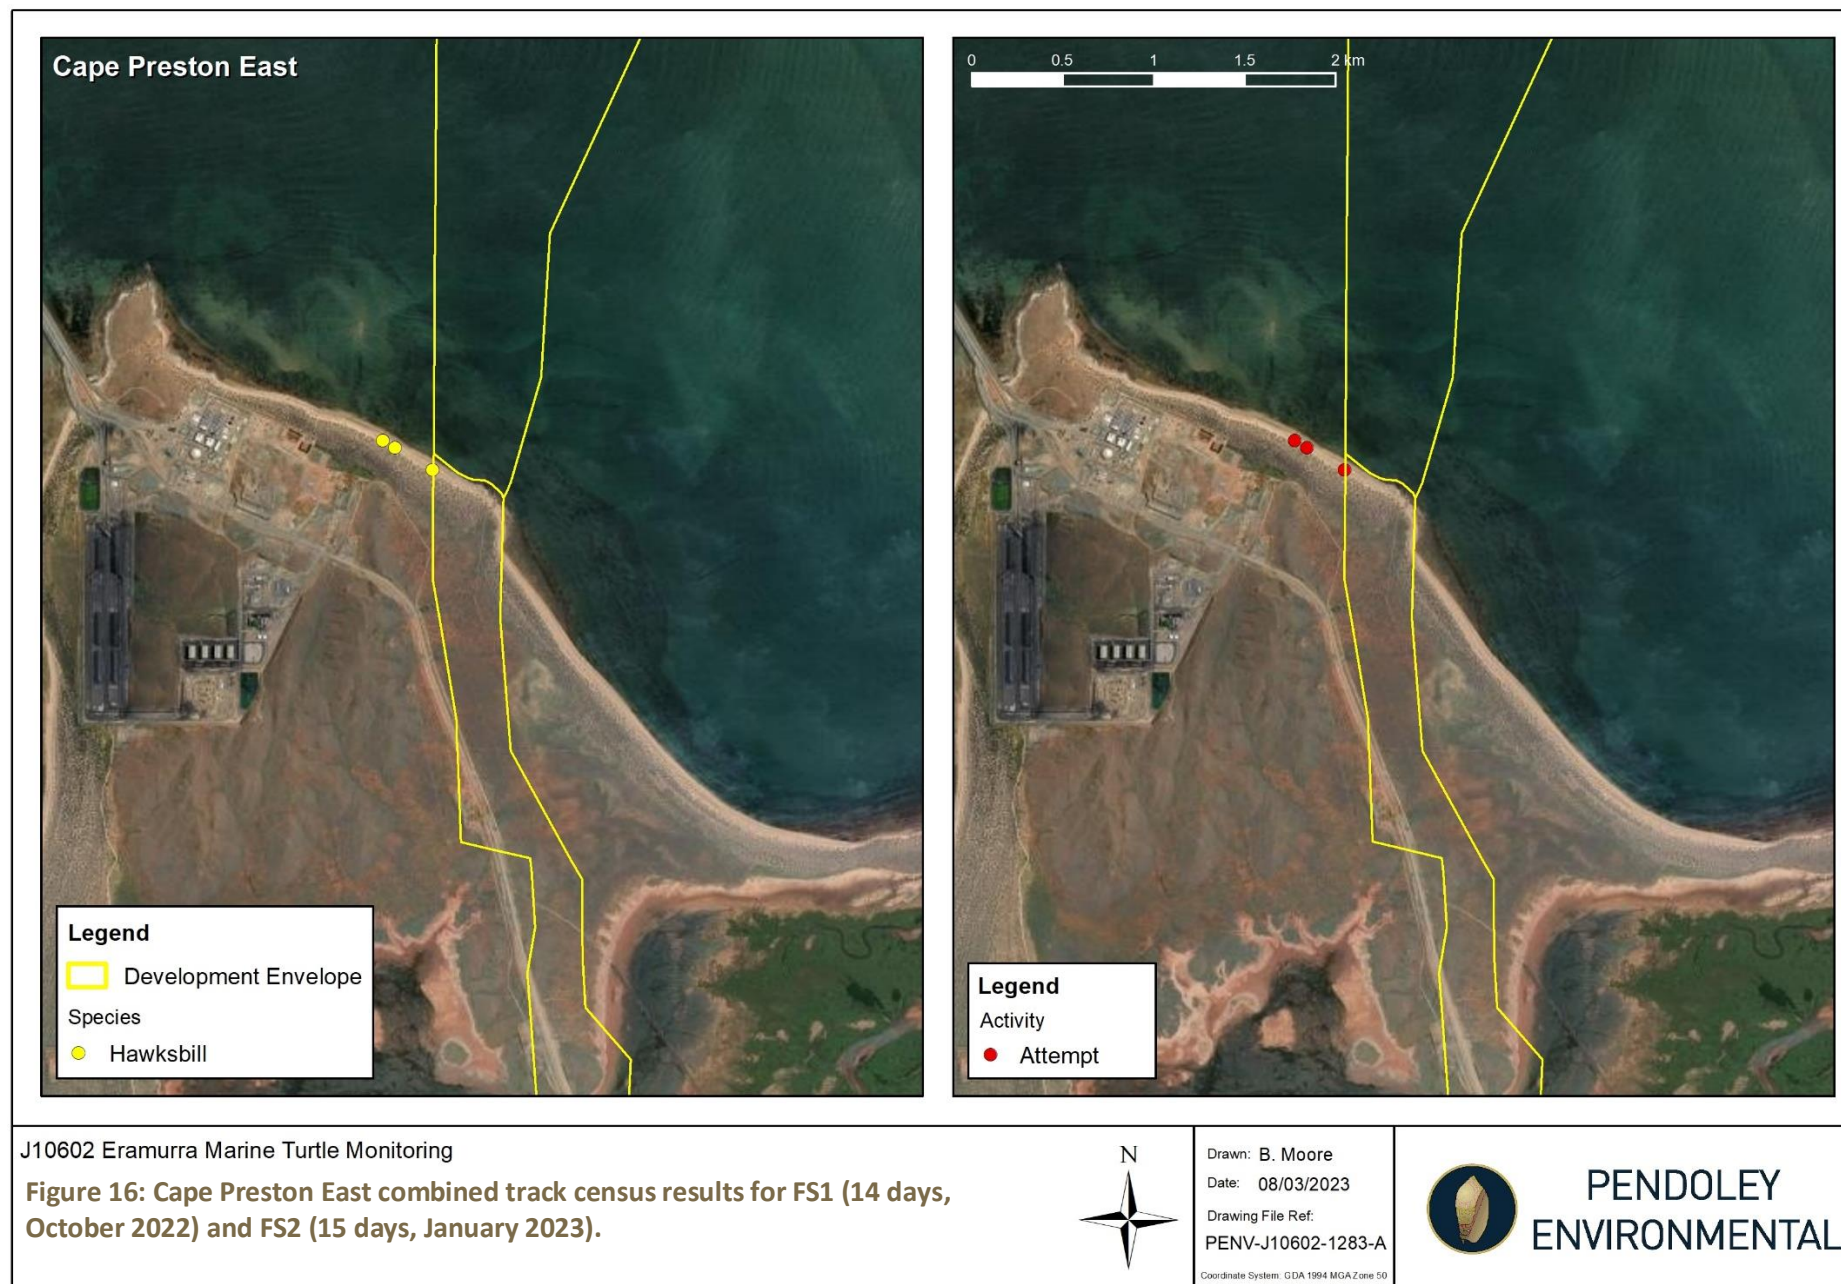 Cape Preston East
Legend
Development Envelope
Species
Hawksbill
0 0.5 1 1.5 2 km
Legend
Activity
Attempt
J10602 Eramurra Marine Turtle Monitoring
Figure 16: Cape Preston East combined track census results for FS1 (14 days,
October 2022) and FS2 (15 days, January 2023).
N
Drawn: B. Moore
Date: 08/03/2023
Drawing File Ref:
PENV-J10602-1283-A
Coordinate System: GDA 1994 MGA Zone 50
PENDOLEY
ENVIRONMENTAL